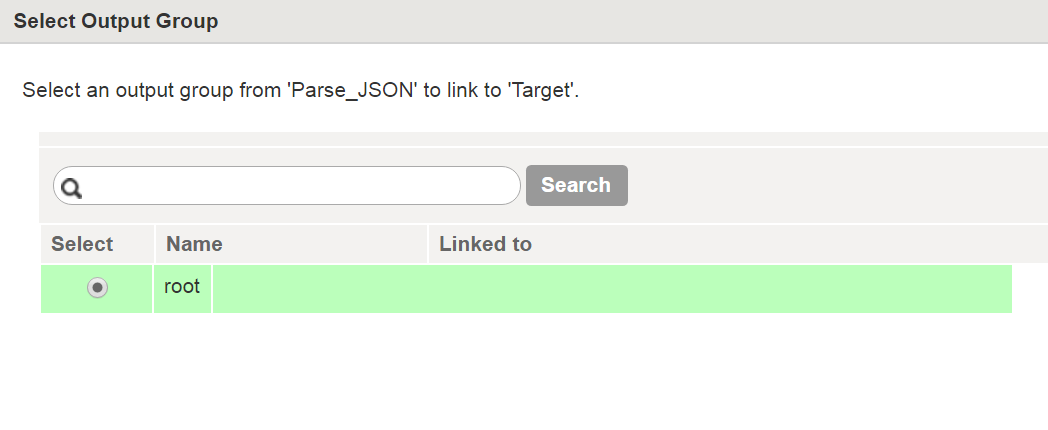 Select Output Group
Select an output group from 'Parse_JSON' to link to 'Target'.
Search
Select Name Linked to
root